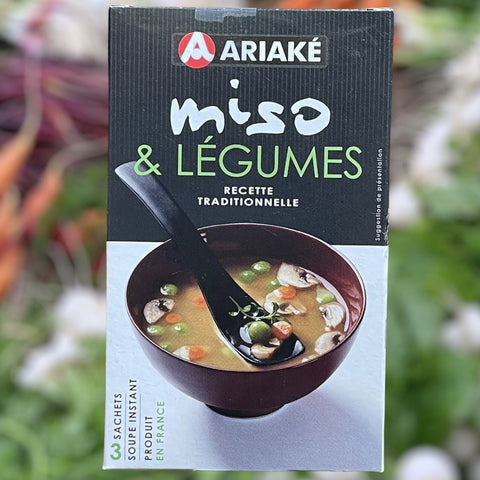 ARIAKÉ
miso
& LÉGUMES
RECETTE
TRADITIONNELLE
Suggestion de présentation
3 SACHETS
SOUPE INSTANT
PRODUIT
EN FRANCE